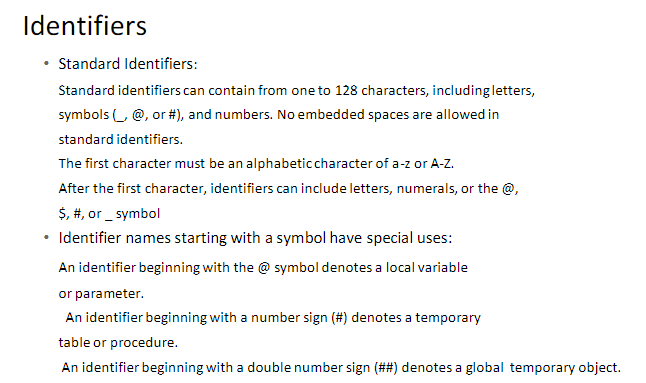 Identifiers
• Standard Identifiers:
Standard identifiers can contain from one to 128 characters, including letters,
symbols (_, @, or #), and numbers. No embedded spaces are allowed in
standard identifiers.
The first character must be an alphabetic character of a-z or A-Z.
After the first character, identifiers can include letters, numerals, or the @,
$, #, or _ symbol
• Identifier names starting with a symbol have special uses:
An identifier beginning with the @ symbol denotes a local variable
or parameter.
An identifier beginning with a number sign (#) denotes a temporary
table or procedure.
An identifier beginning with a double number sign (##) denotes a global temporary object.